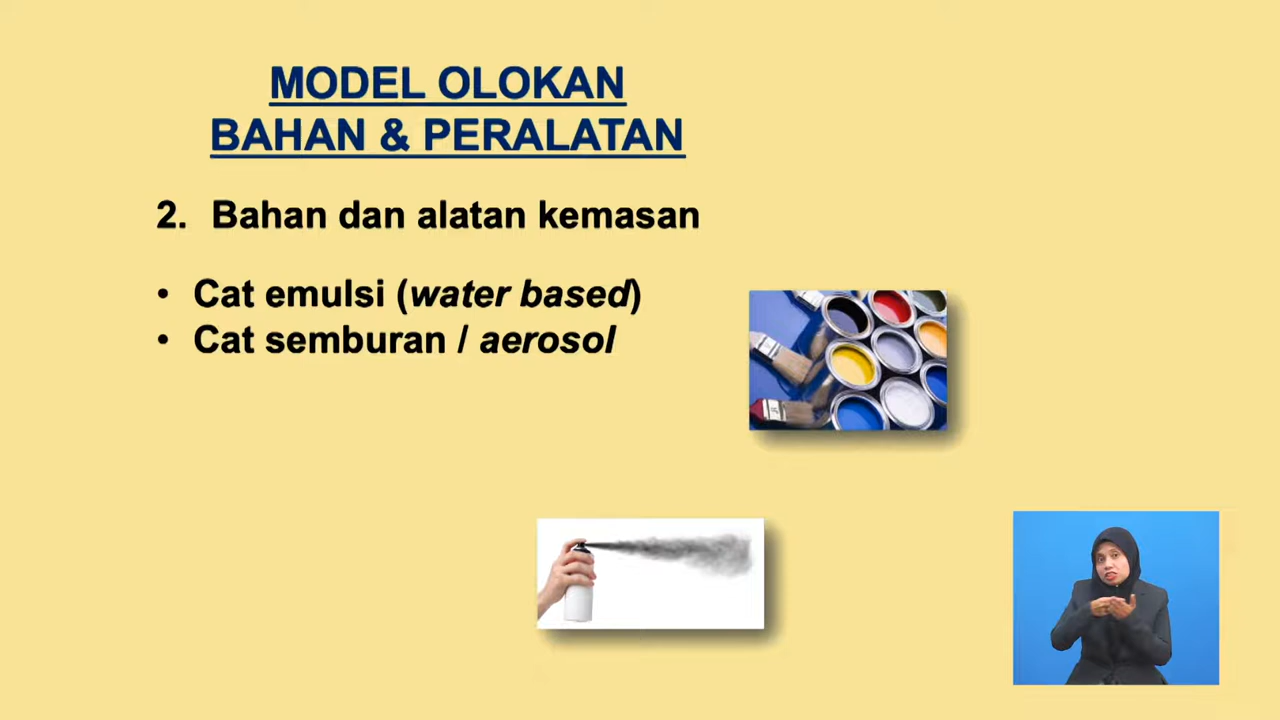 MODEL OLOKAN
BAHAN & PERALATAN
2. Bahan dan alatan kemasan
• Cat emulsi (water based)
• Cat semburan / aerosol